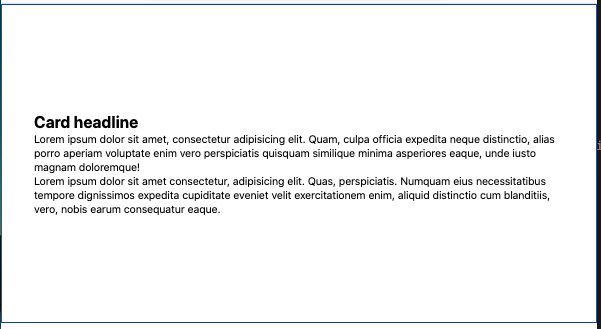 Card headline
Lorem ipsum dolor sit amet, consectetur adipisicing elit. Quam, culpa officia expedita neque distinctio, alias
porro aperiam voluptate enim vero perspiciatis quisquam similique minima asperiores eaque, unde iusto
magnam doloremque!
Lorem ipsum dolor sit amet consectetur, adipisicing elit. Quas, perspiciatis. Numquam eius necessitatibus
tempore dignissimos expedita cupiditate eveniet velit exercitationem enim, aliquid distinctio cum blanditiis,
vero, nobis earum consequatur eaque.